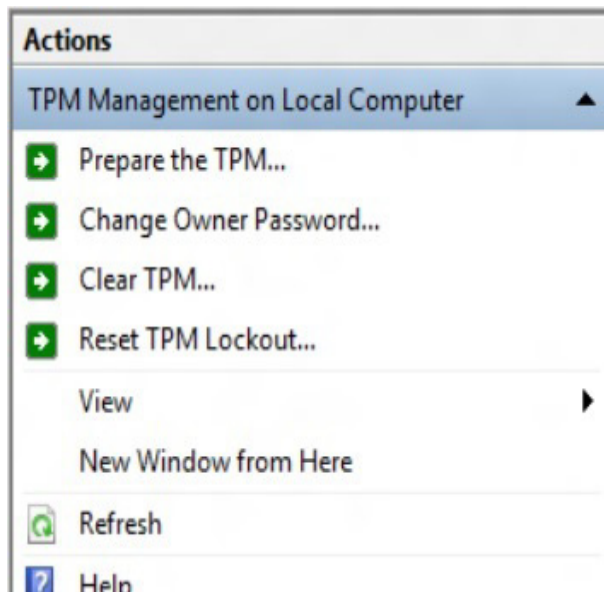 Actions
TPM Management on Local Computer
Prepare the TPM...
Change Owner Password...
Clear TPM...
Reset TPM Lockout...
View
New Window from Here
Refresh
Help